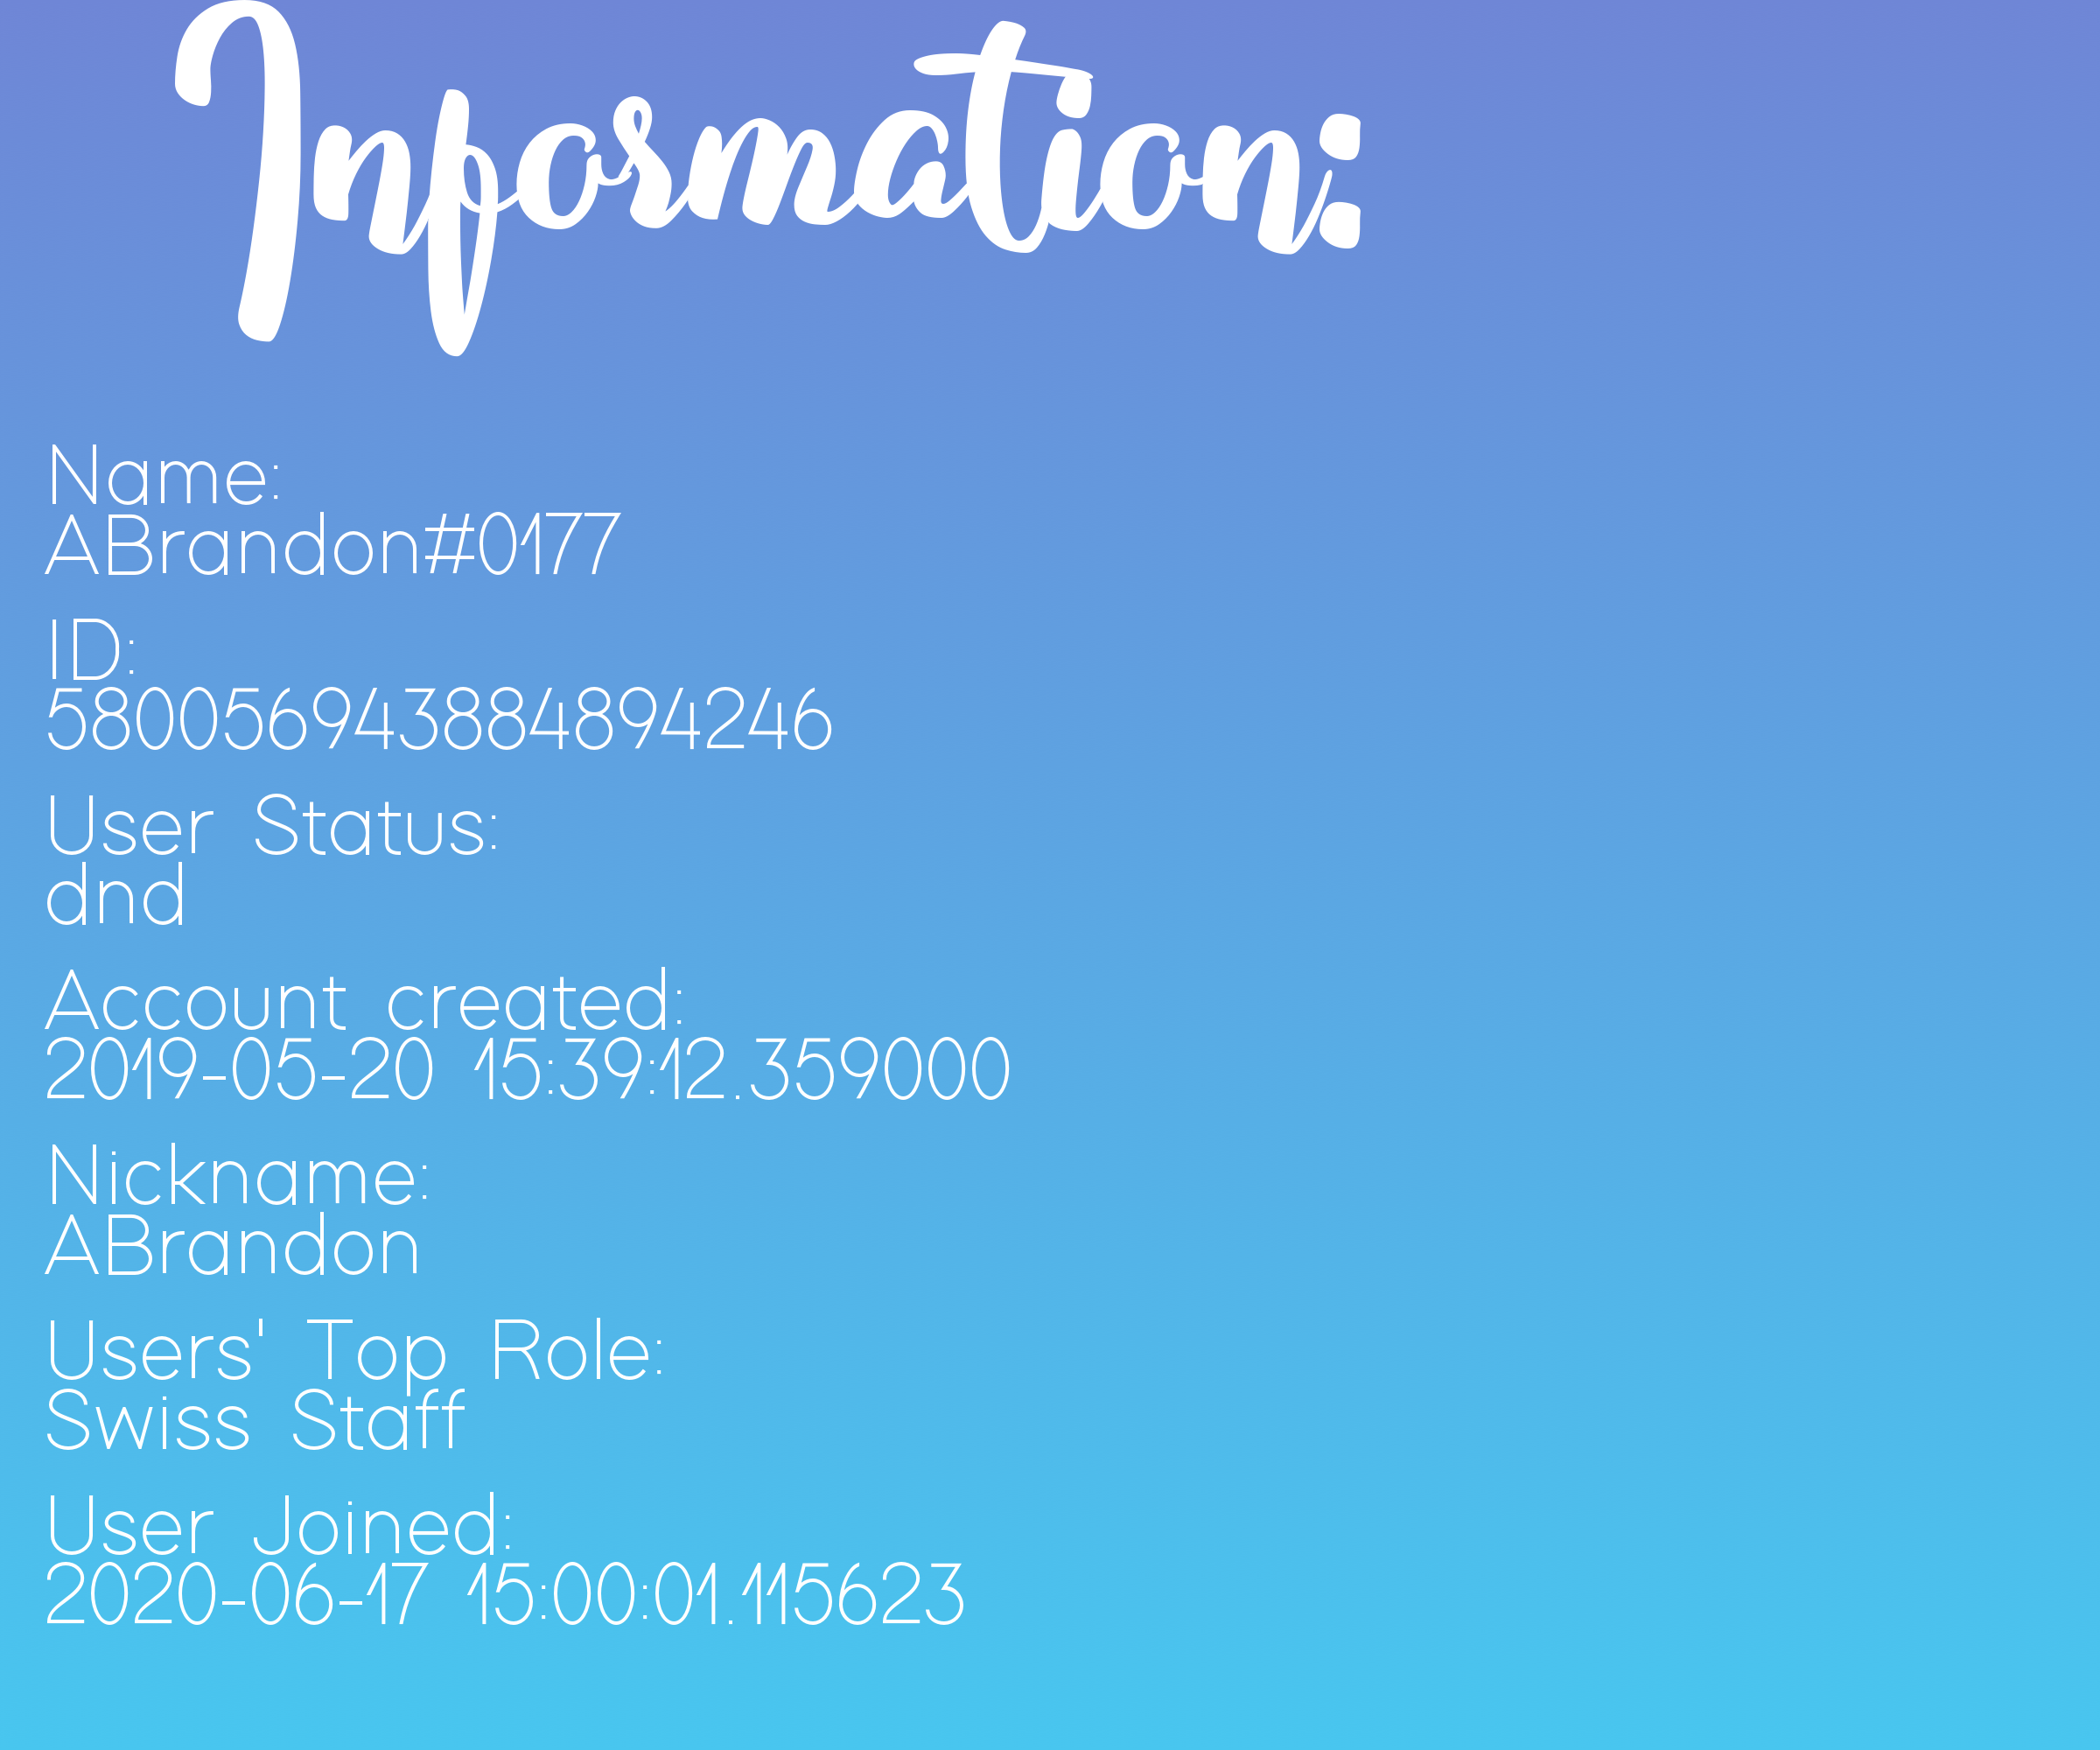 Information:
Name:
ABrandon#0177
ID:
580056943884894246
User Status:
dnd
Account created:
2019-05-20 15:39:12.359000
Nickname:
ABrandon
Users' Top Role:
Swiss Staff
User Joined:
2020-06-17 15:00:01.115623